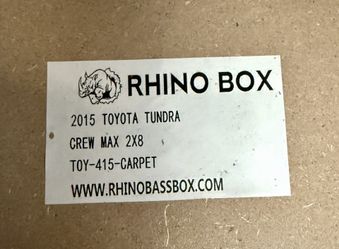 RHINO BOX
2015 TOYOTA TUNDRA
CREW MAX 2X8
TOY-415-CARPET
WWW.RHINOBASSBOX.COM